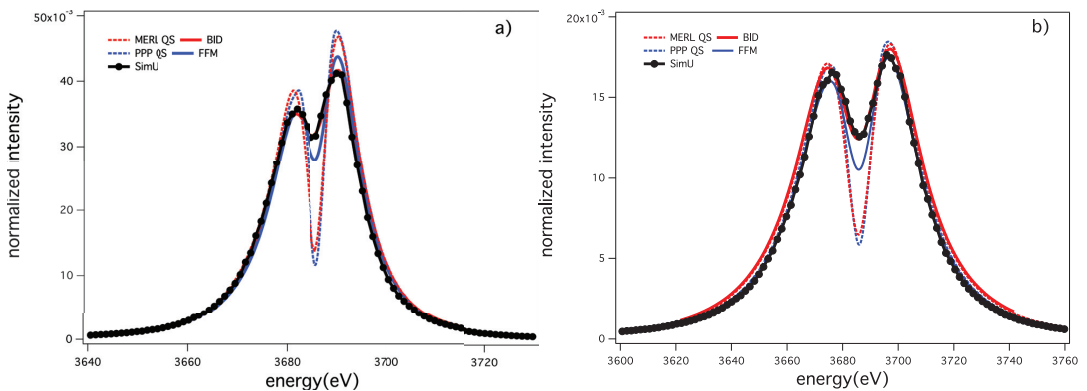 a)
50x10⁻³
MERL QS BID
PPP QS FFM
SimU
40
30
20
10
0
normalized intensity
3640 3660 3680 3700 3720
energy(eV)
b)
20x10⁻³
MERL QS BID
PPP QS FFM
SimU
15
10
5
0
normalized intensity
3600 3620 3640 3660 3680 3700 3720 3740 3760
energy(eV)